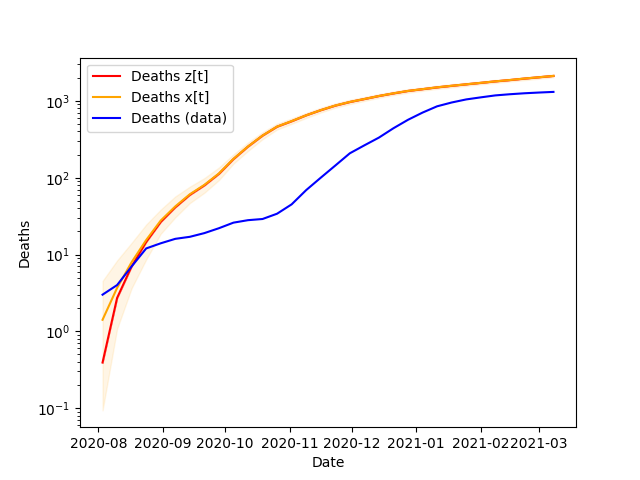 Deaths z[t]
Deaths x[t]
Deaths (data)
10³
10²
10¹
10⁰
10⁻¹
Deaths
2020-08 2020-09 2020-10 2020-11 2020-12 2021-01 2021-02 2021-03
Date